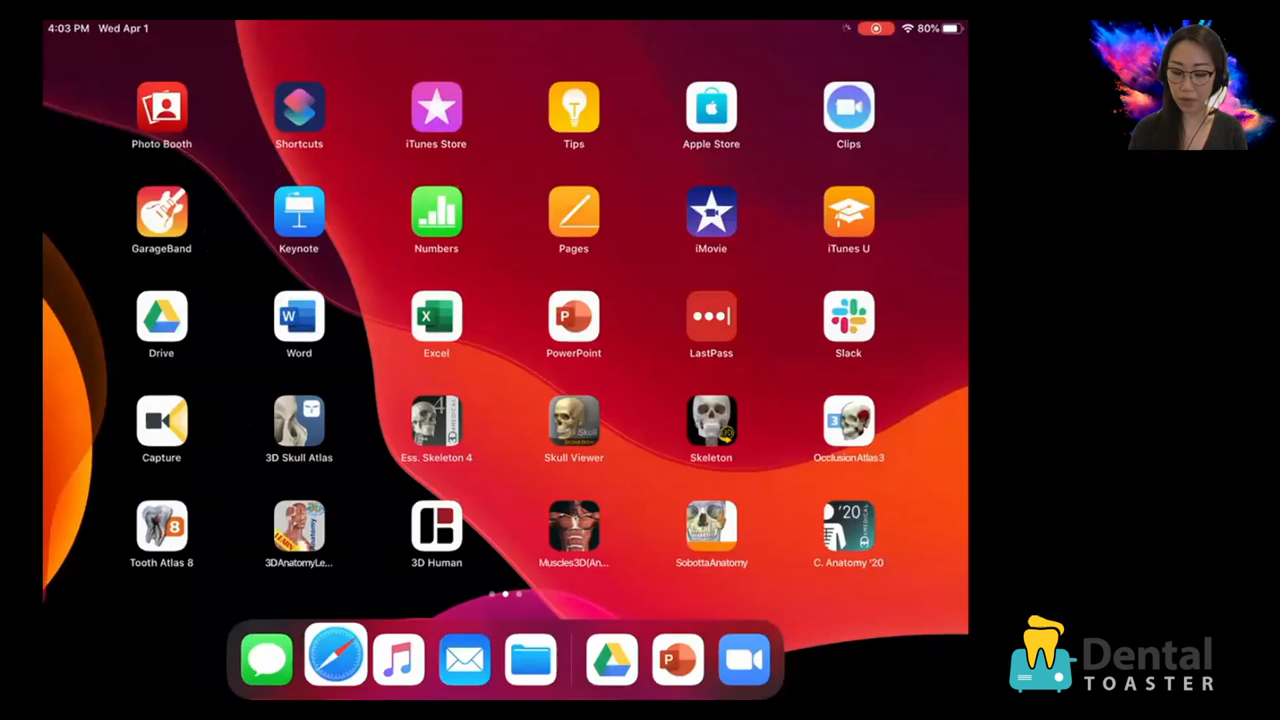 4:03 PM Wed Apr 1
80%
Photo Booth
Shortcuts
iTunes Store
Tips
Apple Store
Clips
GarageBand
Keynote
Numbers
Pages
iMovie
iTunes U
Drive
Word
Excel
PowerPoint
LastPass
Slack
Capture
3D Skull Atlas
Ess. Skeleton 4
Skull Viewer
Skeleton
OcclusionAtlas3
Tooth Atlas 8
3DAnatomyLe...
3D Human
Muscles3D(An...
SobottaAnatomy
C. Anatomy '20
Dental
TOASTER